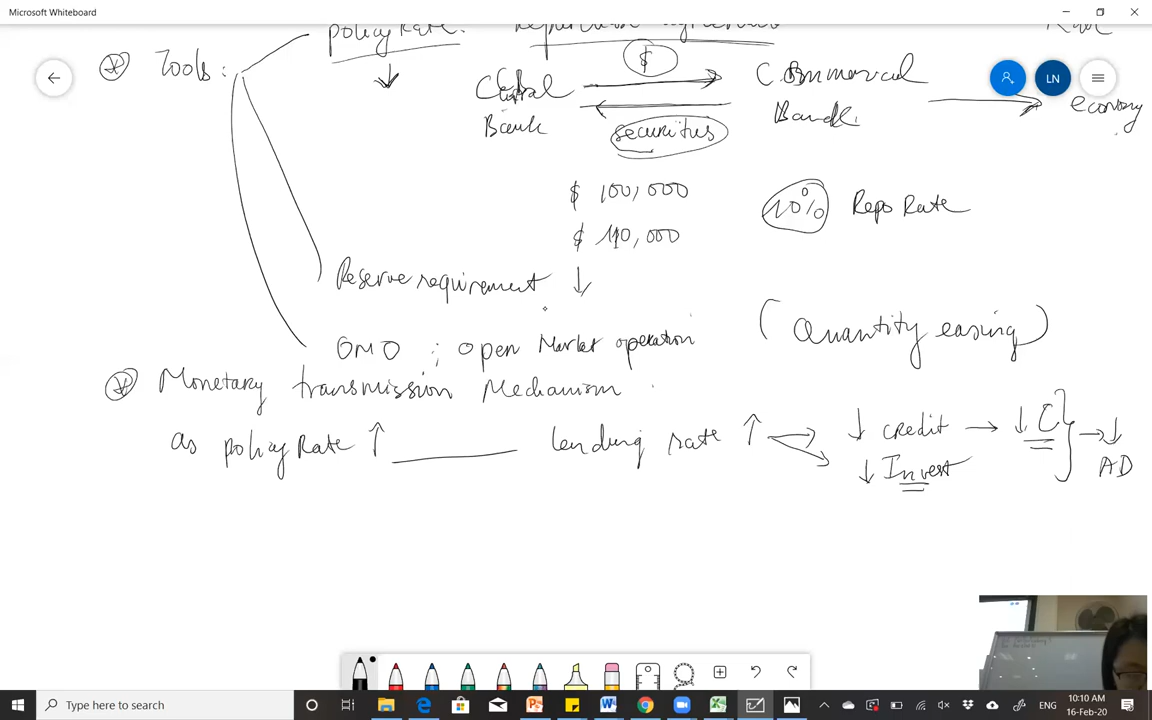 Microsoft Whiteboard
policy Rate.
Tools:
$
Central Bank
Commercial Bank.
economy
securities
LN
$ 100,000
10% Repo Rate
$ 110,000
Reserve requirement ↓
OMO ; open Market operation
(Quantity easing)
Monetary transmission Mechanism
as policy Rate ↑ lending rate ↑
↓ credit → ↓ C
↓ Invest
→ ↓ AD
Type here to search
ENG
10:10 AM
16-Feb-20